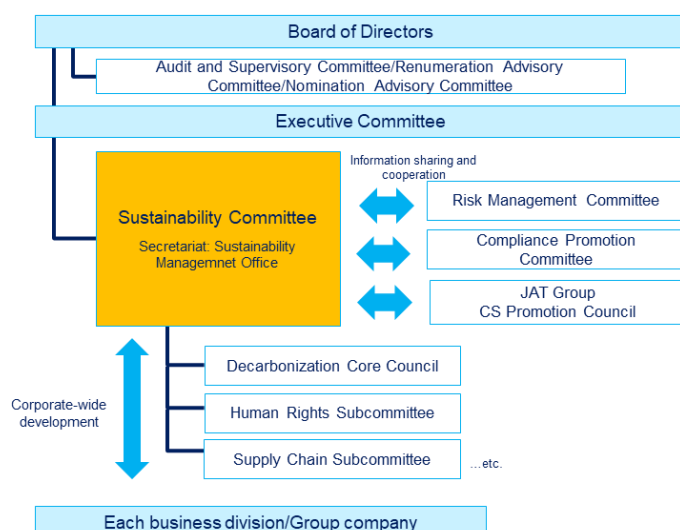 Board of Directors
Audit and Supervisory Committee/Renumeration Advisory
Committee/Nomination Advisory Committee
Executive Committee
Sustainability Committee
Secretariat: Sustainability
Managemnet Office
Information sharing and
cooperation
Risk Management Committee
Compliance Promotion
Committee
JAT Group
CS Promotion Council
Corporate-wide
development
Decarbonization Core Council
Human Rights Subcommittee
Supply Chain Subcommittee
…etc.
Each business division/Group company